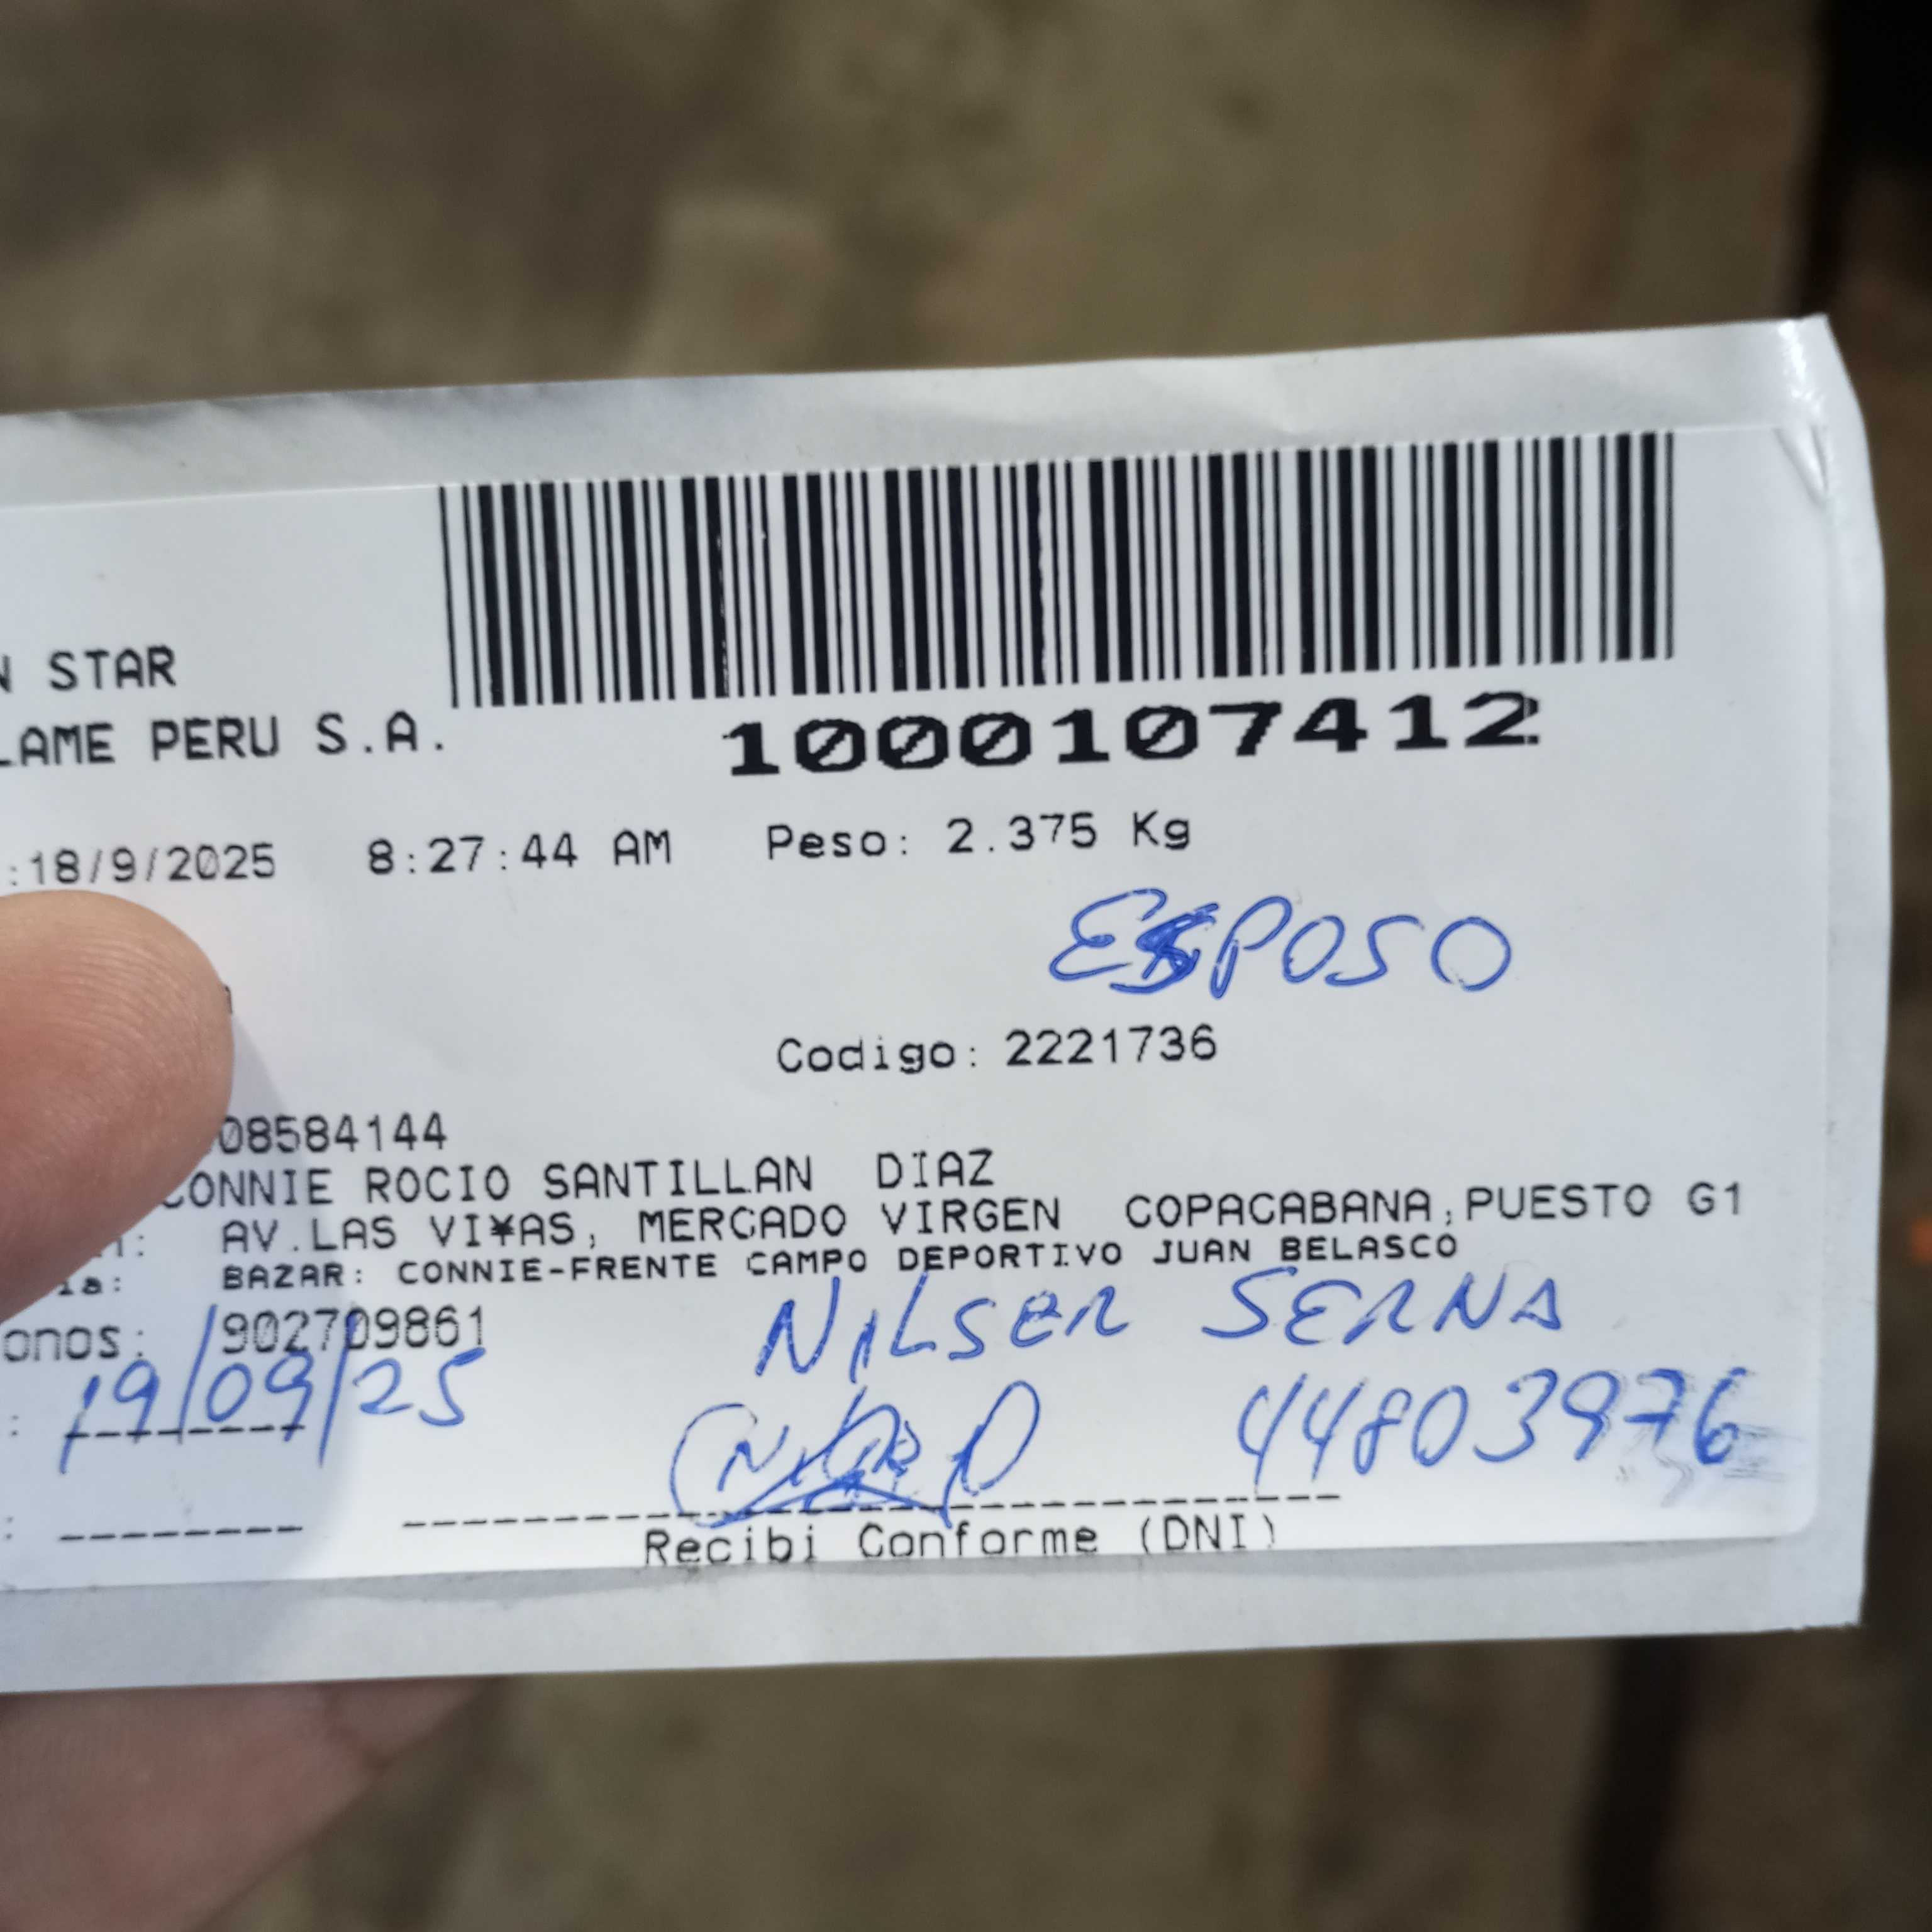 N STAR
LAME PERU S.A.
1000107412
:18/9/2025 8:27:44 AM Peso: 2.375 Kg
ESPOSO
Codigo: 2221736
08584144
CONNIE ROCIO SANTILLAN DIAZ
AV.LAS VI¥AS, MERCADO VIRGEN COPACABANA,PUESTO G1
ia: BAZAR: CONNIE-FRENTE CAMPO DEPORTIVO JUAN BELASCO
onos: 902709861
NILSER SERNA
: 19/09/25
44803976
Recibi Conforme (DNI)